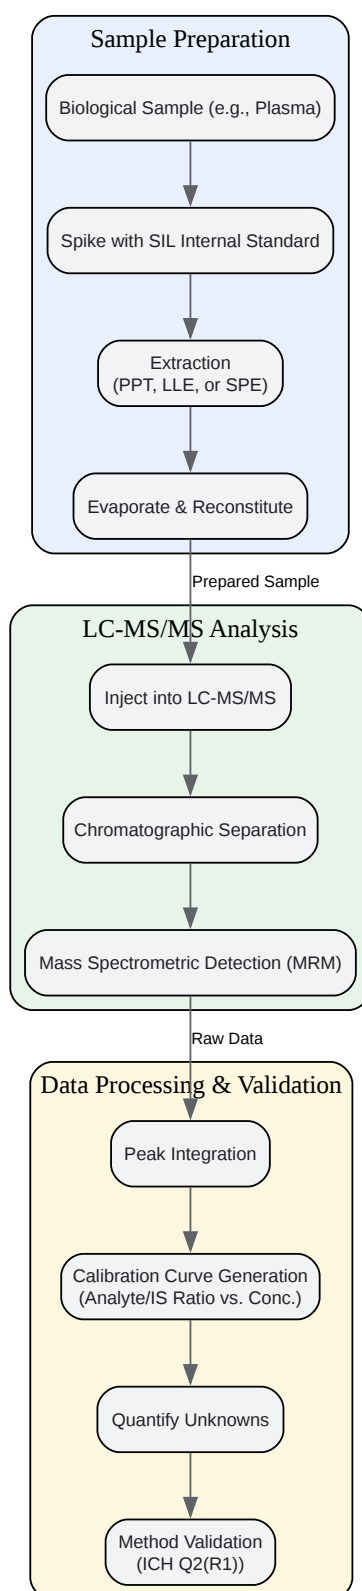 Sample Preparation
Biological Sample (e.g., Plasma)
Spike with SIL Internal Standard
Extraction
(PPT, LLE, or SPE)
Evaporate & Reconstitute
Prepared Sample
LC-MS/MS Analysis
Inject into LC-MS/MS
Chromatographic Separation
Mass Spectrometric Detection (MRM)
Raw Data
Data Processing & Validation
Peak Integration
Calibration Curve Generation
(Analyte/IS Ratio vs. Conc.)
Quantify Unknowns
Method Validation
(ICH Q2(R1))